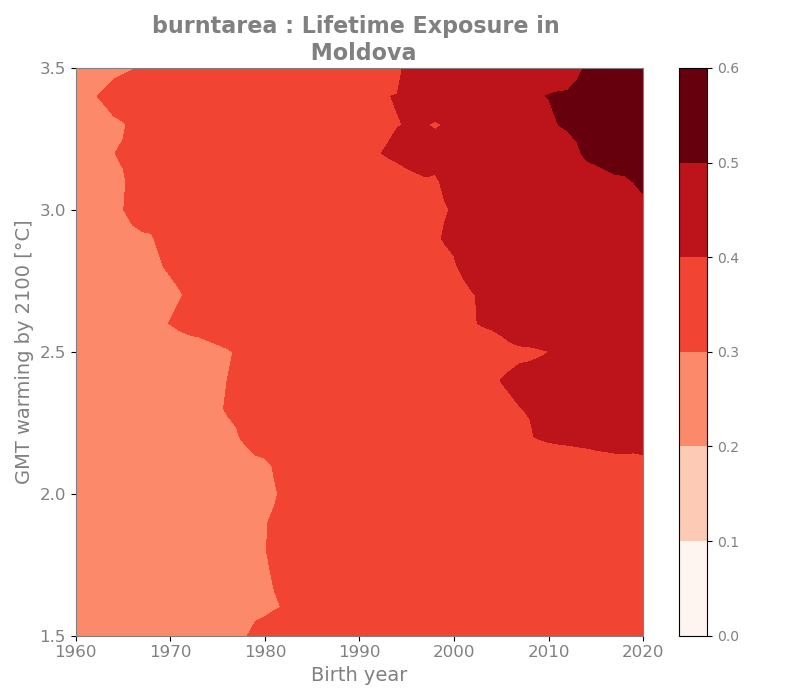 burntarea : Lifetime Exposure in
Moldova
3.5
3.0
2.5
2.0
1.5
GMT warming by 2100 [°C]
1960 1970 1980 1990 2000 2010 2020
Birth year
0.6
0.5
0.4
0.3
0.2
0.1
0.0